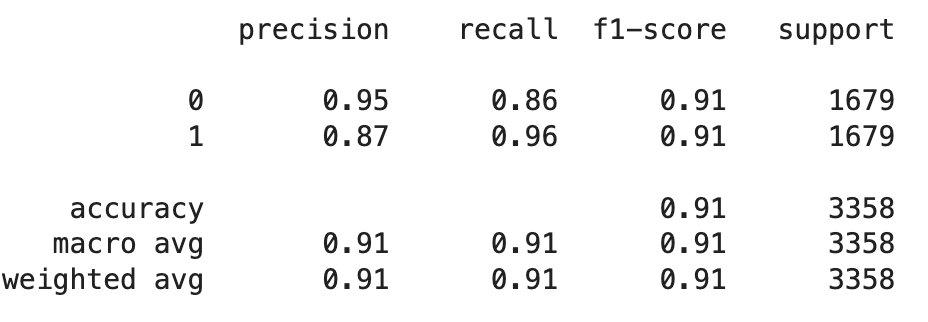 precision recall f1-score support
0 0.95 0.86 0.91 1679
1 0.87 0.96 0.91 1679
accuracy 0.91 3358
macro avg 0.91 0.91 0.91 3358
weighted avg 0.91 0.91 0.91 3358